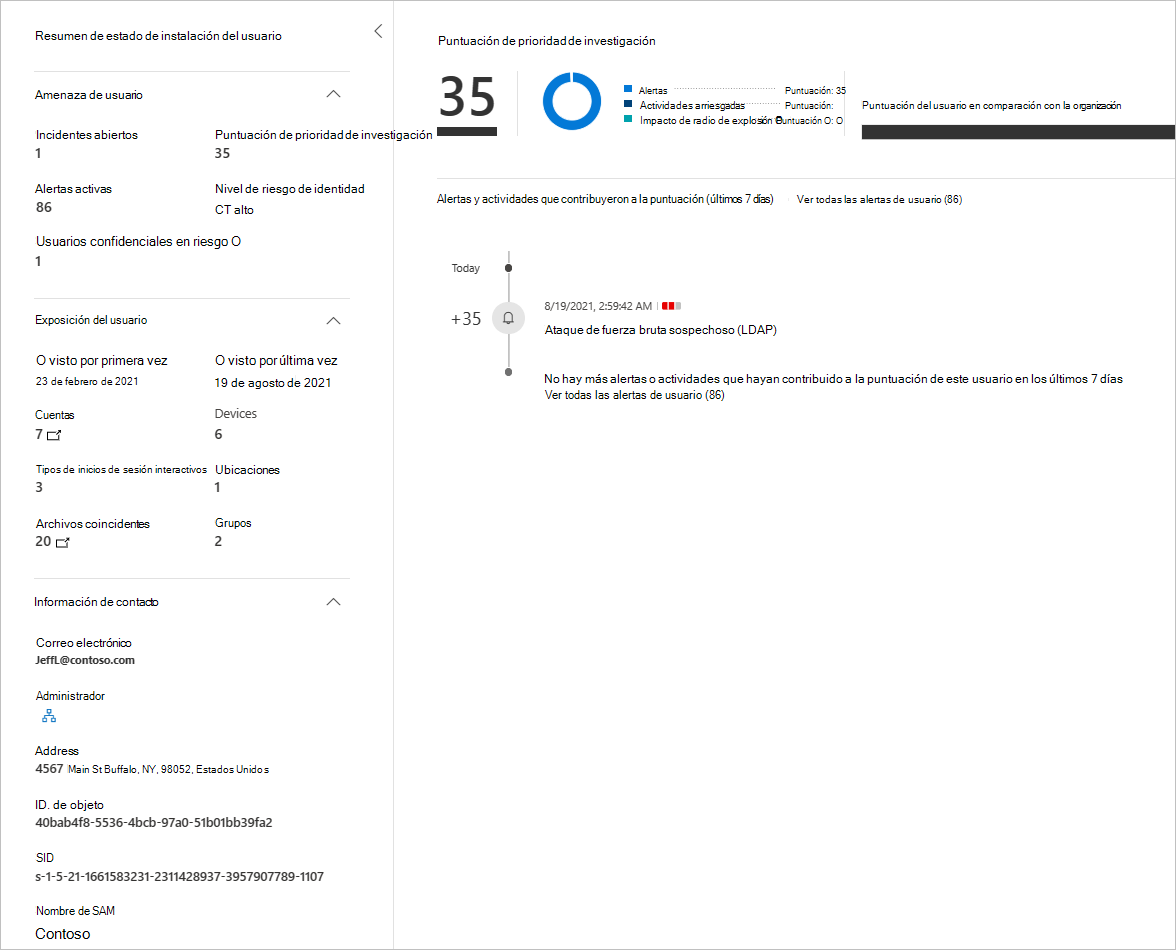 Resumen de estado de instalación del usuario
Amenaza de usuario
Incidentes abiertos
1
Puntuación de prioridad de investigación
35
Alertas activas
86
Nivel de riesgo de identidad
CT alto
Usuarios confidenciales en riesgo O
1
Exposición del usuario
O visto por primera vez
23 de febrero de 2021
O visto por última vez
19 de agosto de 2021
Cuentas
7
Devices
6
Tipos de inicios de sesión interactivos
3
Ubicaciones
1
Archivos coincidentes
20
Grupos
2
Información de contacto
Correo electrónico
JeffL@contoso.com
Administrador
Address
4567 Main St Buffalo, NY, 98052, Estados Unidos
ID. de objeto
40bab4f8-5536-4bcb-97a0-51b01bb39fa2
SID
s-1-5-21-1661583231-2311428937-3957907789-1107
Nombre de SAM
Contoso
Puntuación de prioridad de investigación
35
Alertas Puntuación: 35
Actividades arriesgadas Puntuación:
Impacto de radio de explosión O Puntuación O: O
Puntuación del usuario en comparación con la organización
Alertas y actividades que contribuyeron a la puntuación (últimos 7 días) Ver todas las alertas de usuario (86)
Today
+35
8/19/2021, 2:59:42 AM
Ataque de fuerza bruta sospechoso (LDAP)
No hay más alertas o actividades que hayan contribuido a la puntuación de este usuario en los últimos 7 días
Ver todas las alertas de usuario (86)